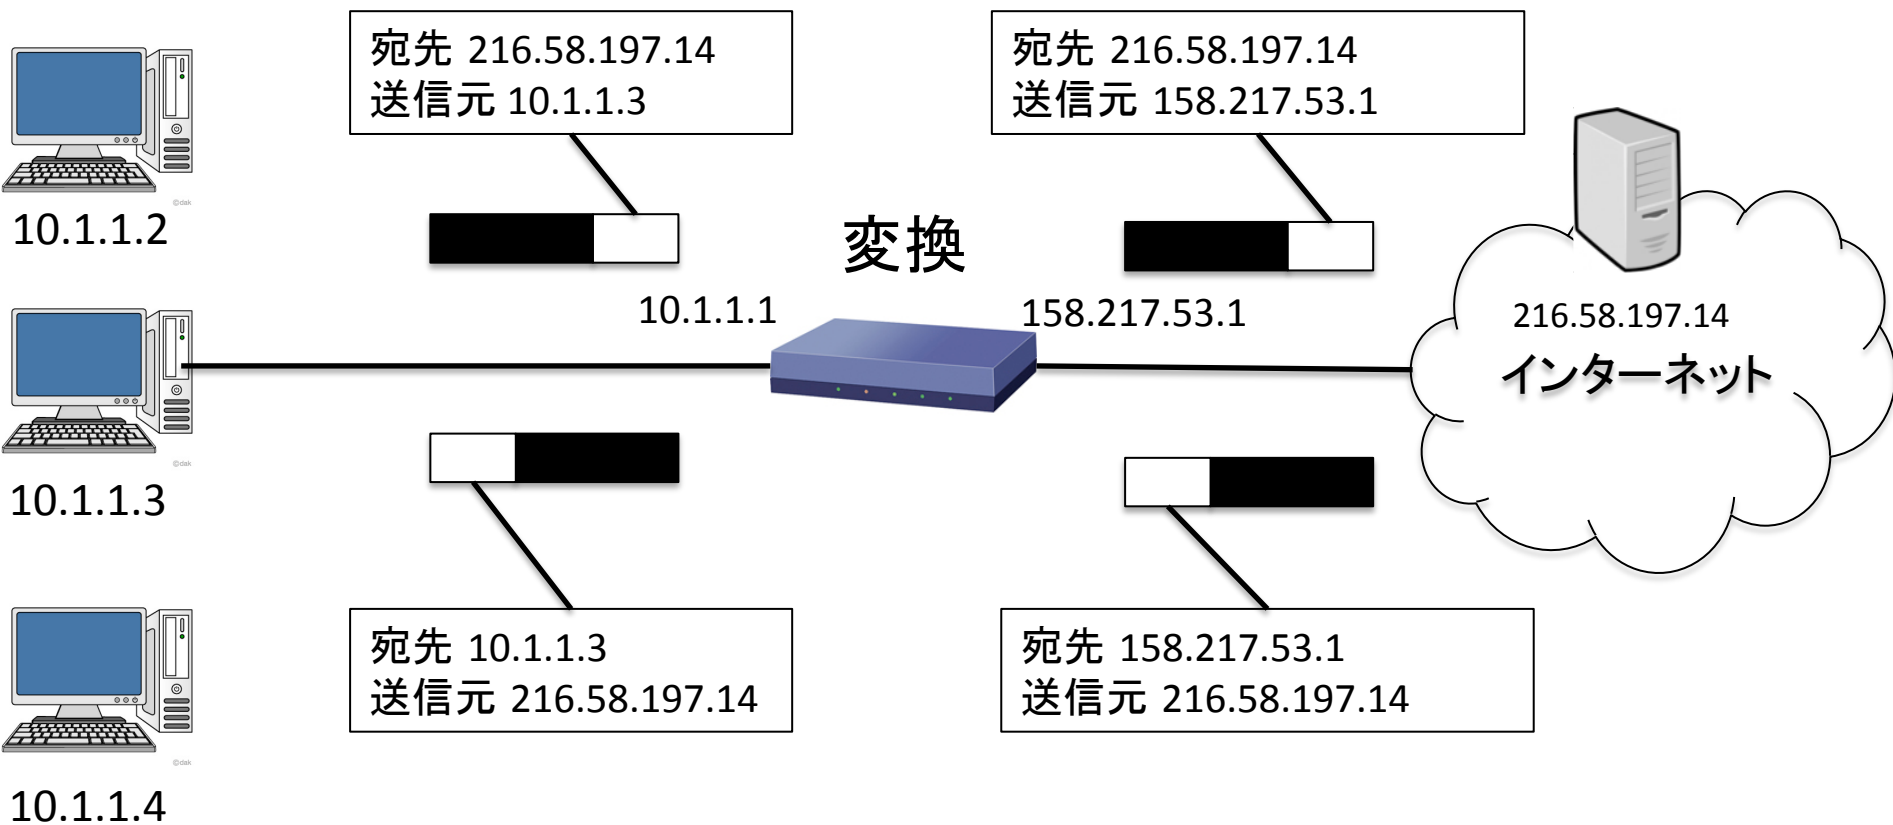 宛先 216.58.197.14
送信元 10.1.1.3
宛先 216.58.197.14
送信元 158.217.53.1
©dak
10.1.1.2
変換
10.1.1.1
158.217.53.1
216.58.197.14
インターネット
©dak
10.1.1.3
宛先 10.1.1.3
送信元 216.58.197.14
宛先 158.217.53.1
送信元 216.58.197.14
©dak
10.1.1.4